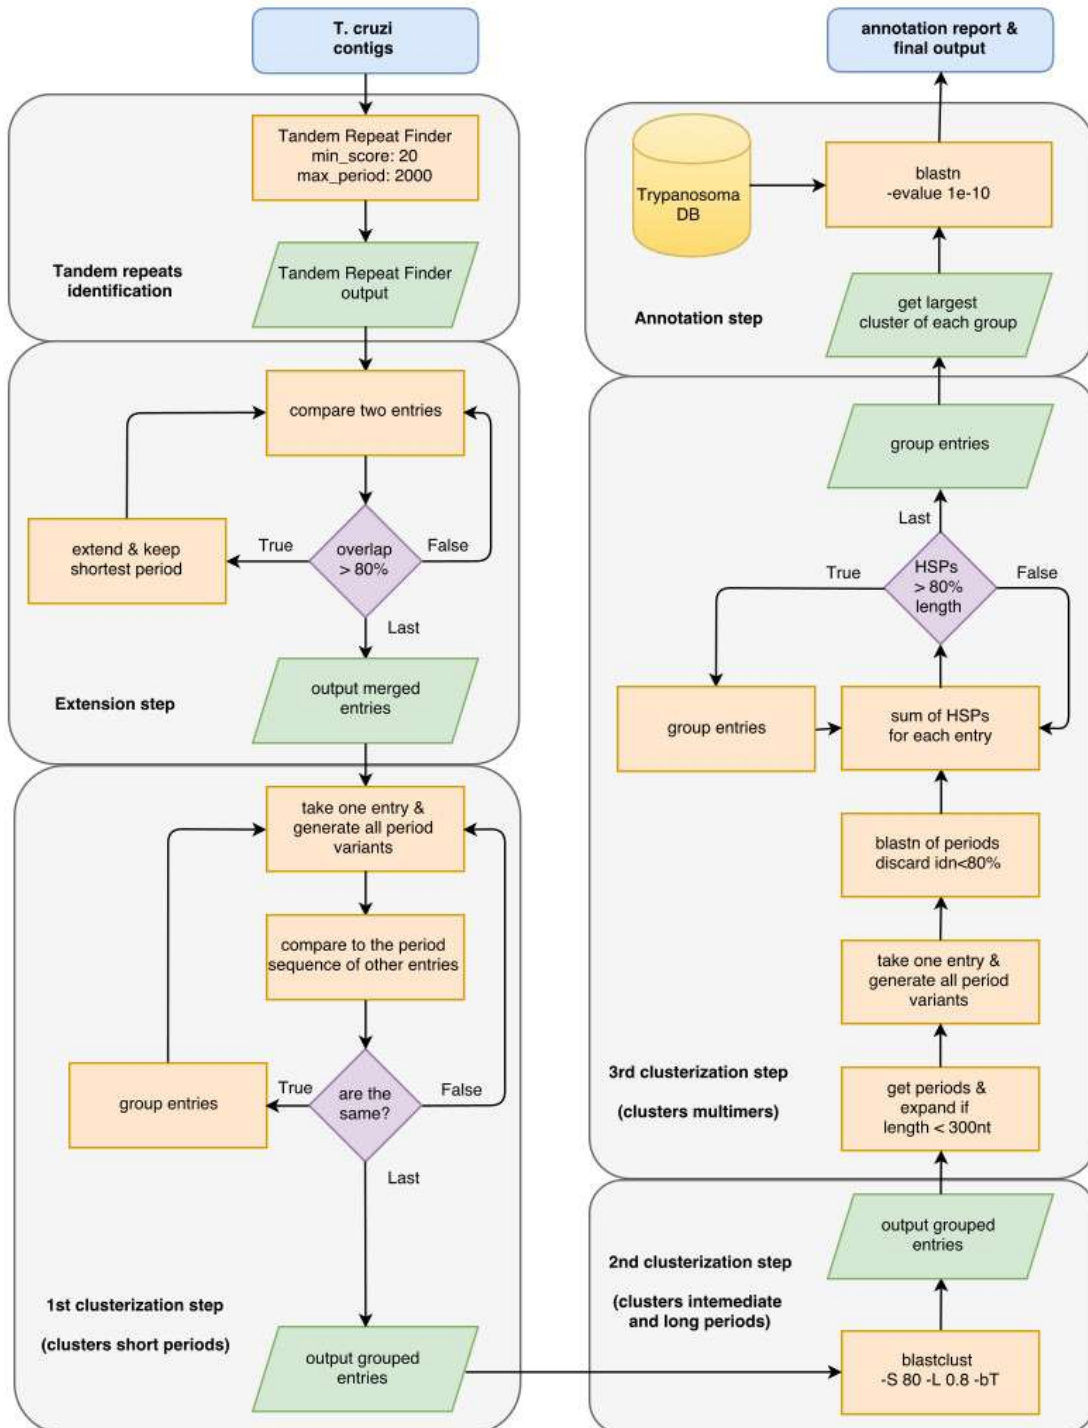 T. cruzi
contigs
Tandem Repeat Finder
min_score: 20
max_period: 2000
Tandem Repeat Finder
output
Tandem repeats
identification
compare two entries
extend & keep
shortest period
True
overlap
> 80%
False
Last
output merged
entries
Extension step
take one entry &
generate all period
variants
compare to the period
sequence of other entries
group entries
True
are the
same?
False
Last
1st clusterization step
(clusters short periods)
output grouped
entries
annotation report &
final output
Trypanosoma
DB
blastn
-evalue 1e-10
Annotation step
get largest
cluster of each group
group entries
Last
True
HSPs
> 80%
length
False
group entries
sum of HSPs
for each entry
blastn of periods
discard idn<80%
take one entry &
generate all period
variants
3rd clusterization step
(clusters multimers)
get periods &
expand if
length < 300nt
output grouped
entries
2nd clusterization step
(clusters intemediate
and long periods)
blastclust
-S 80 -L 0.8 -bT